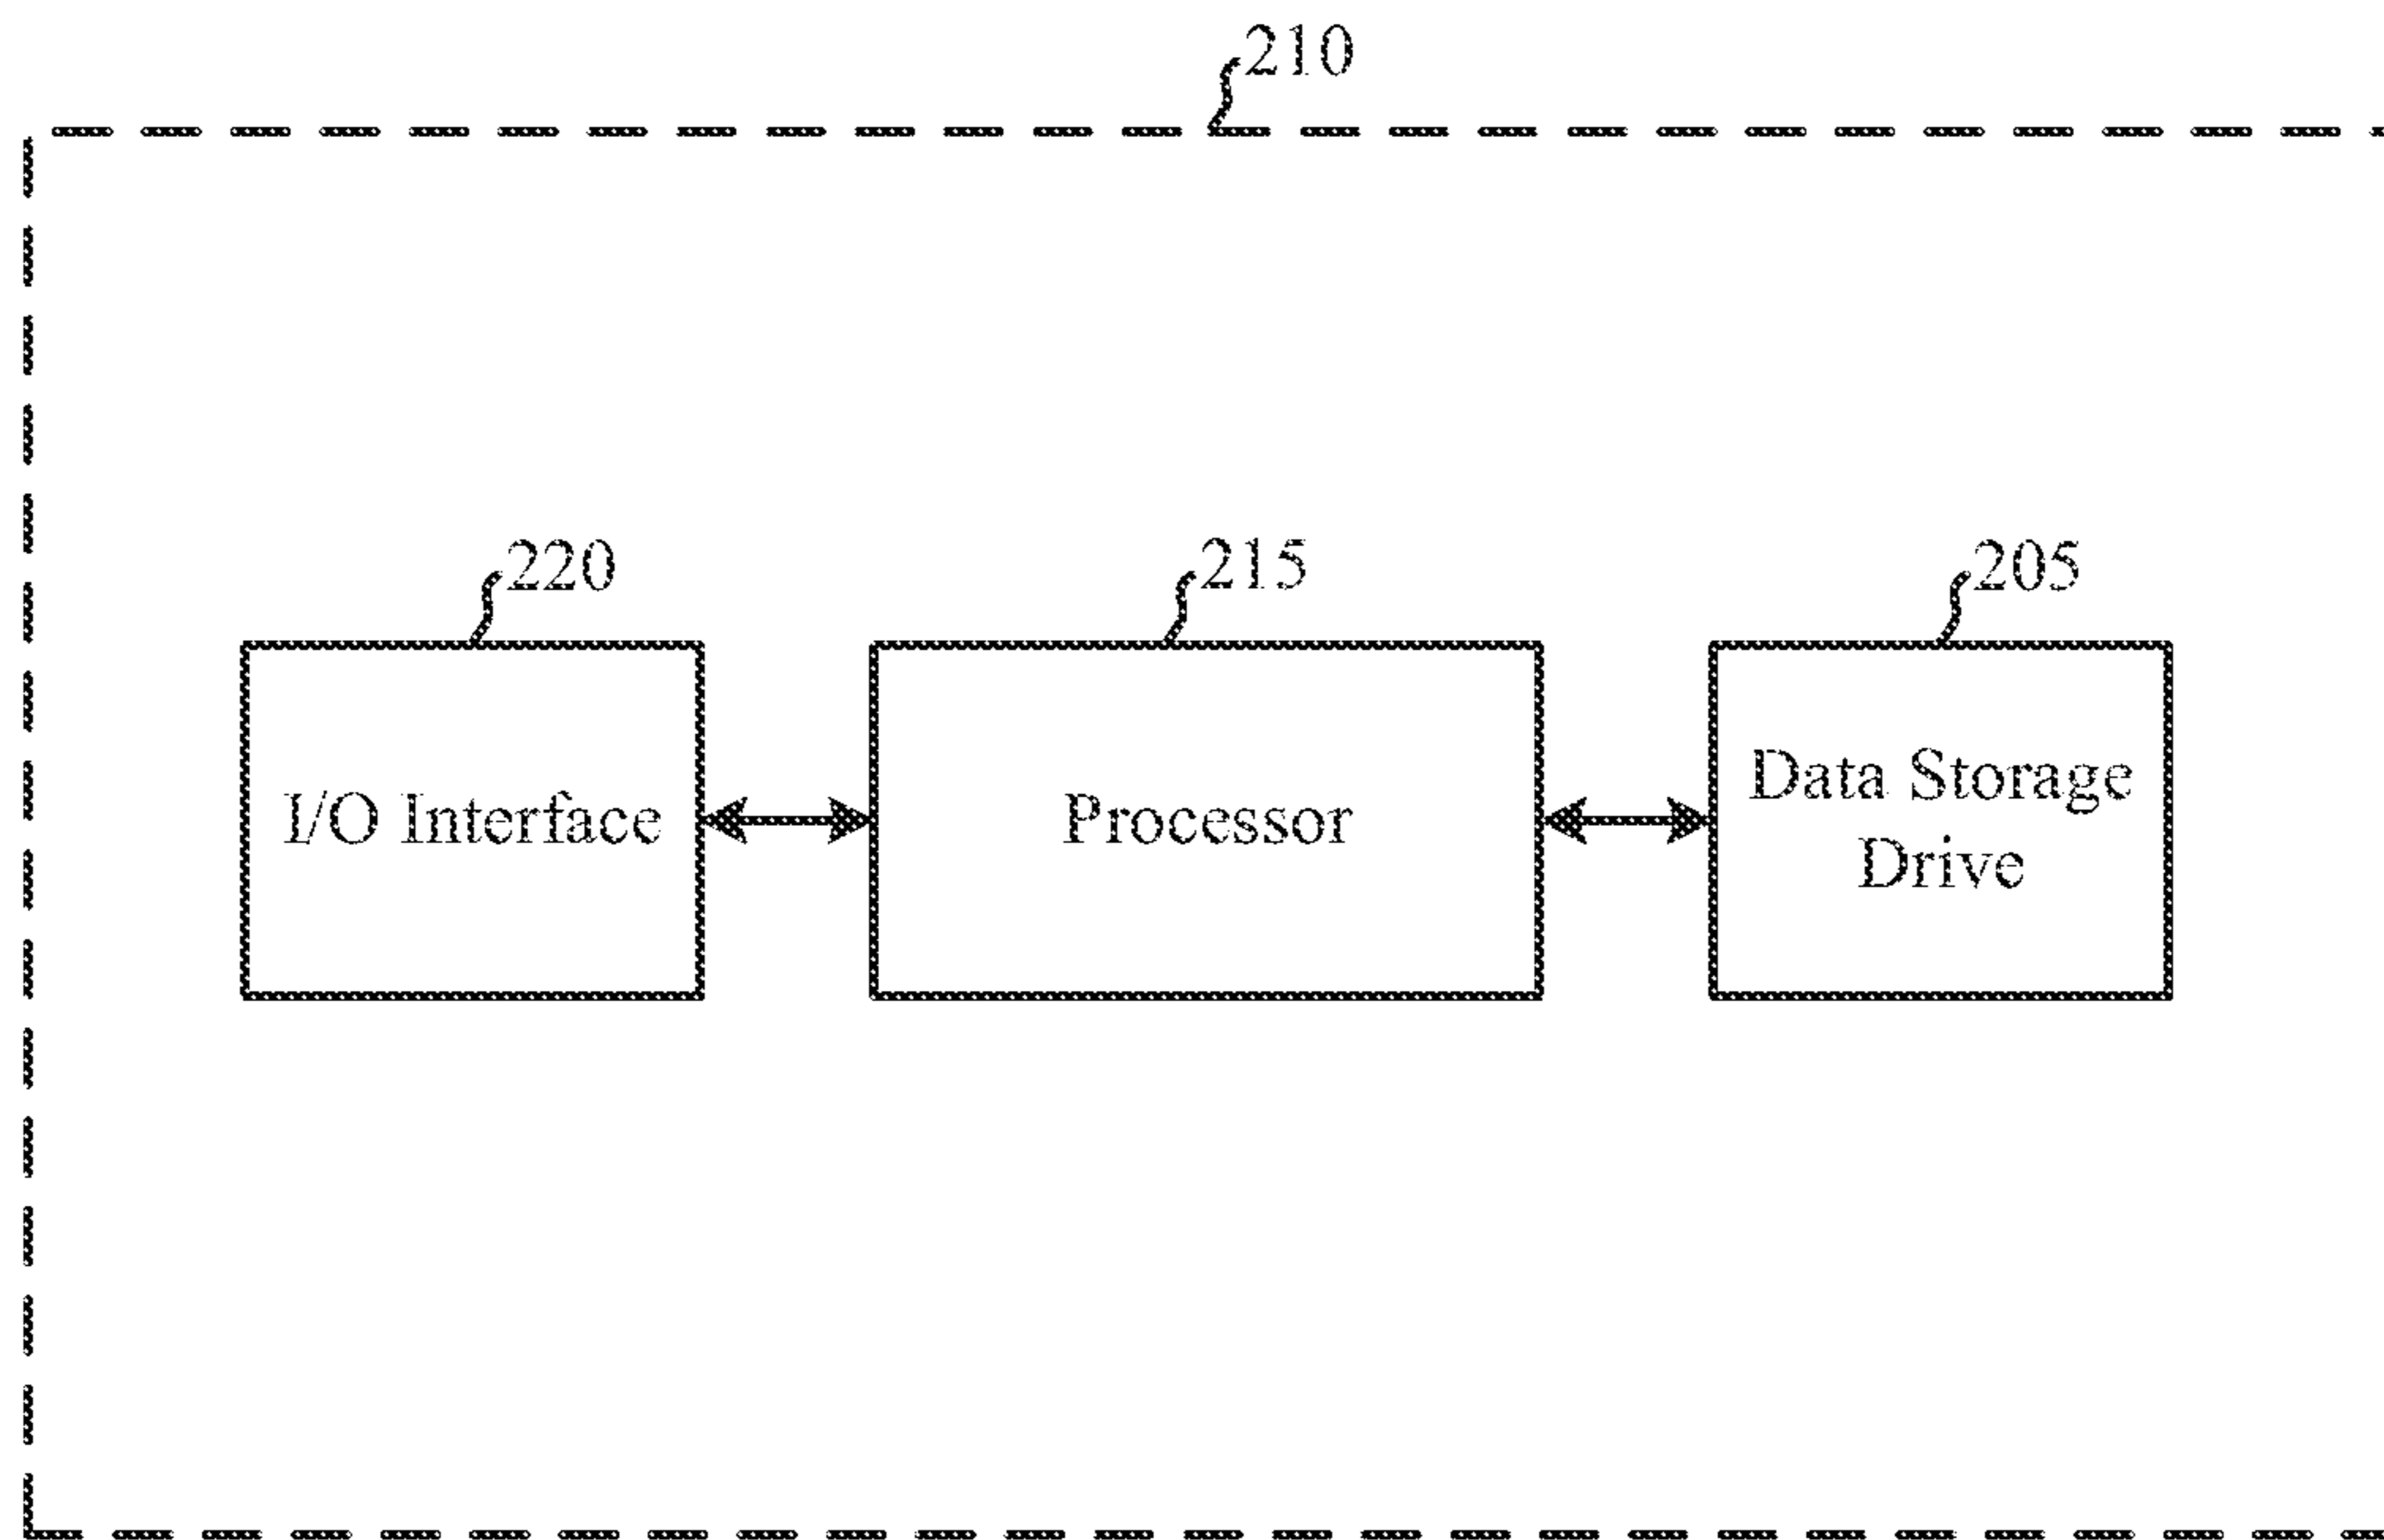 210
220
215
205
I/O Interface
Processor
Data Storage
Drive